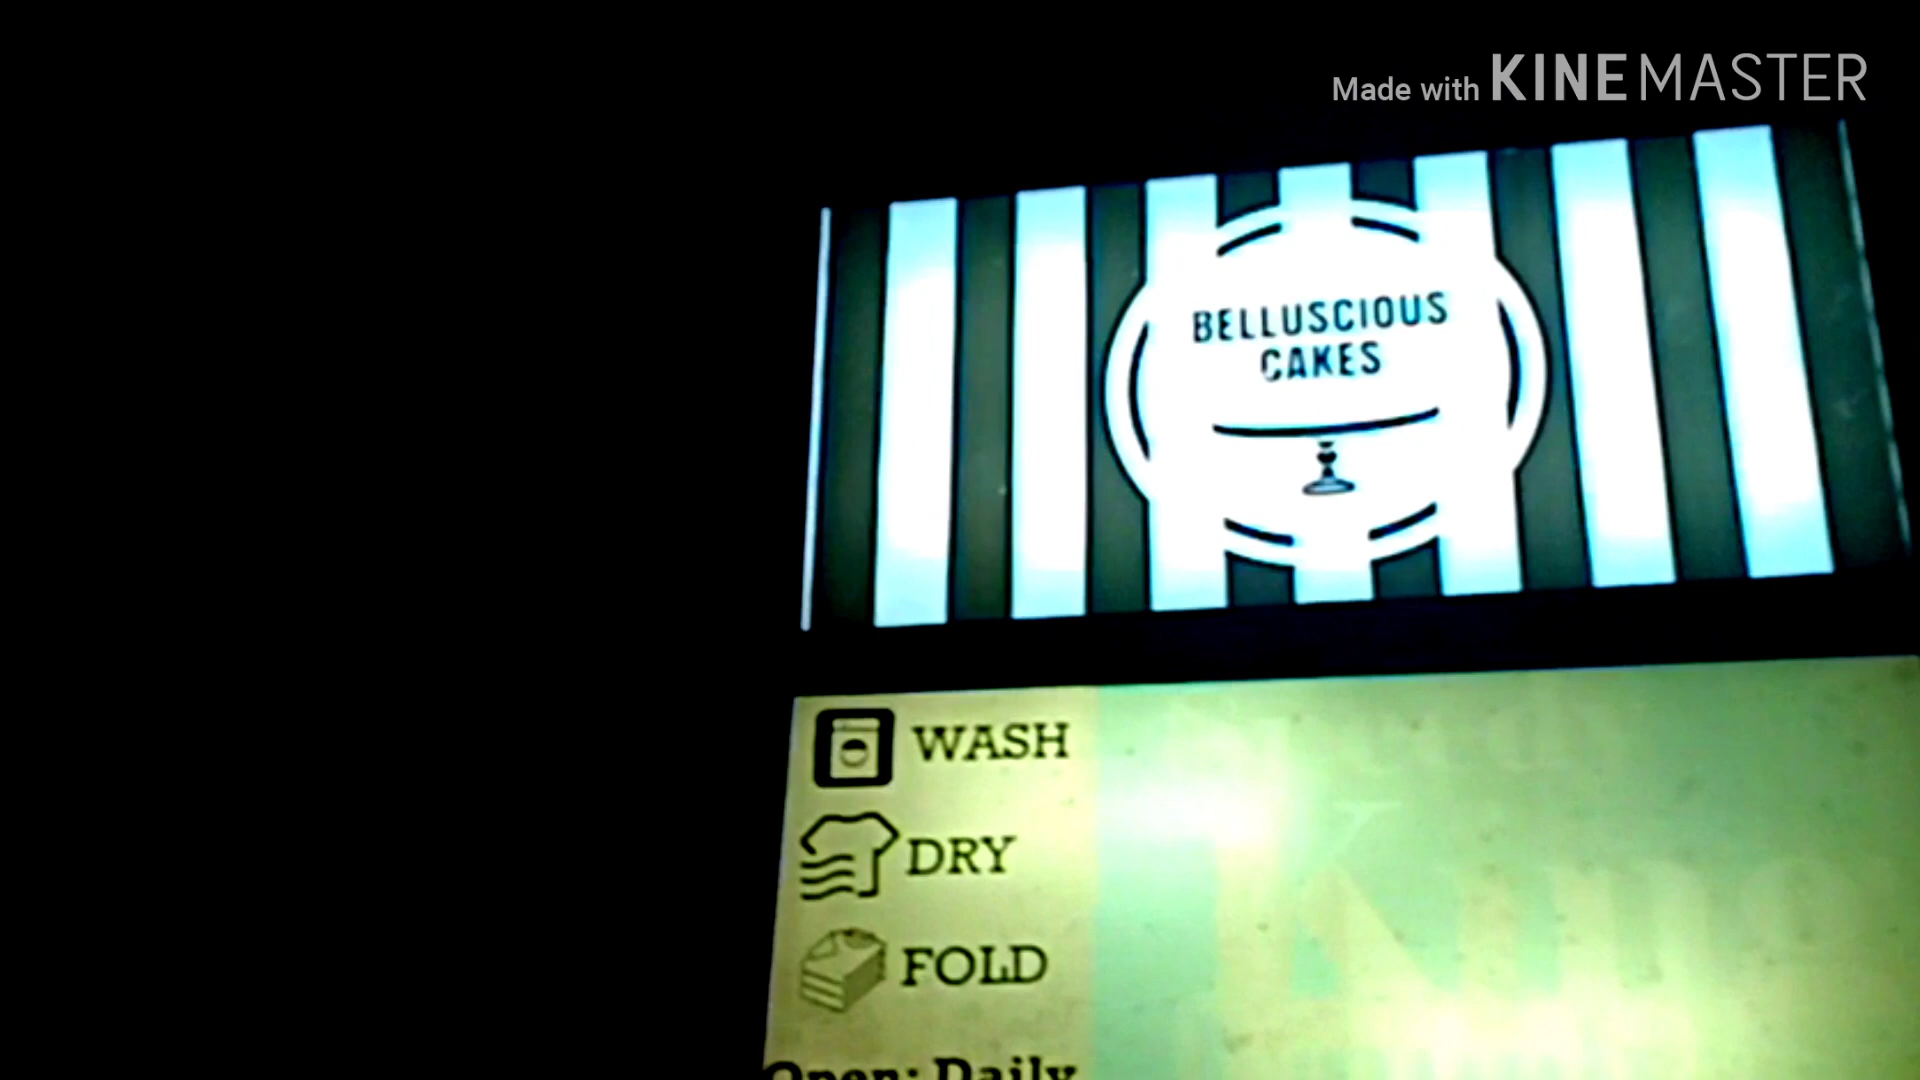 Made with KINEMASTER
BELLUSCIOUS
CAKES
WASH
DRY
FOLD
Open: Daily